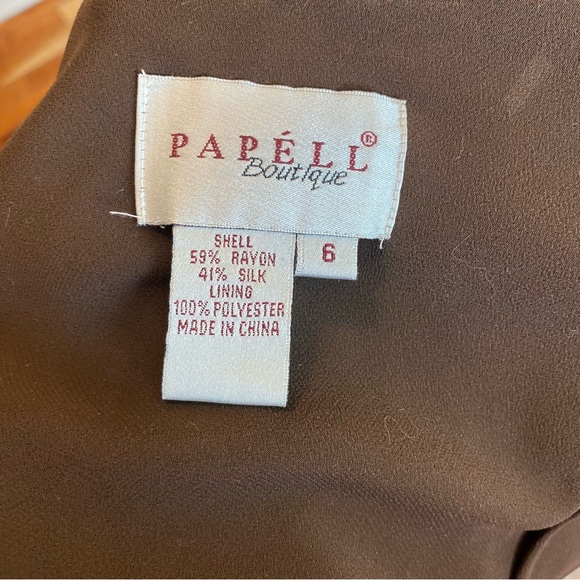 PAPÉLL®
Boutique
6
SHELL
59% RAYON
41% SILK
LINING
100% POLYESTER
MADE IN CHINA